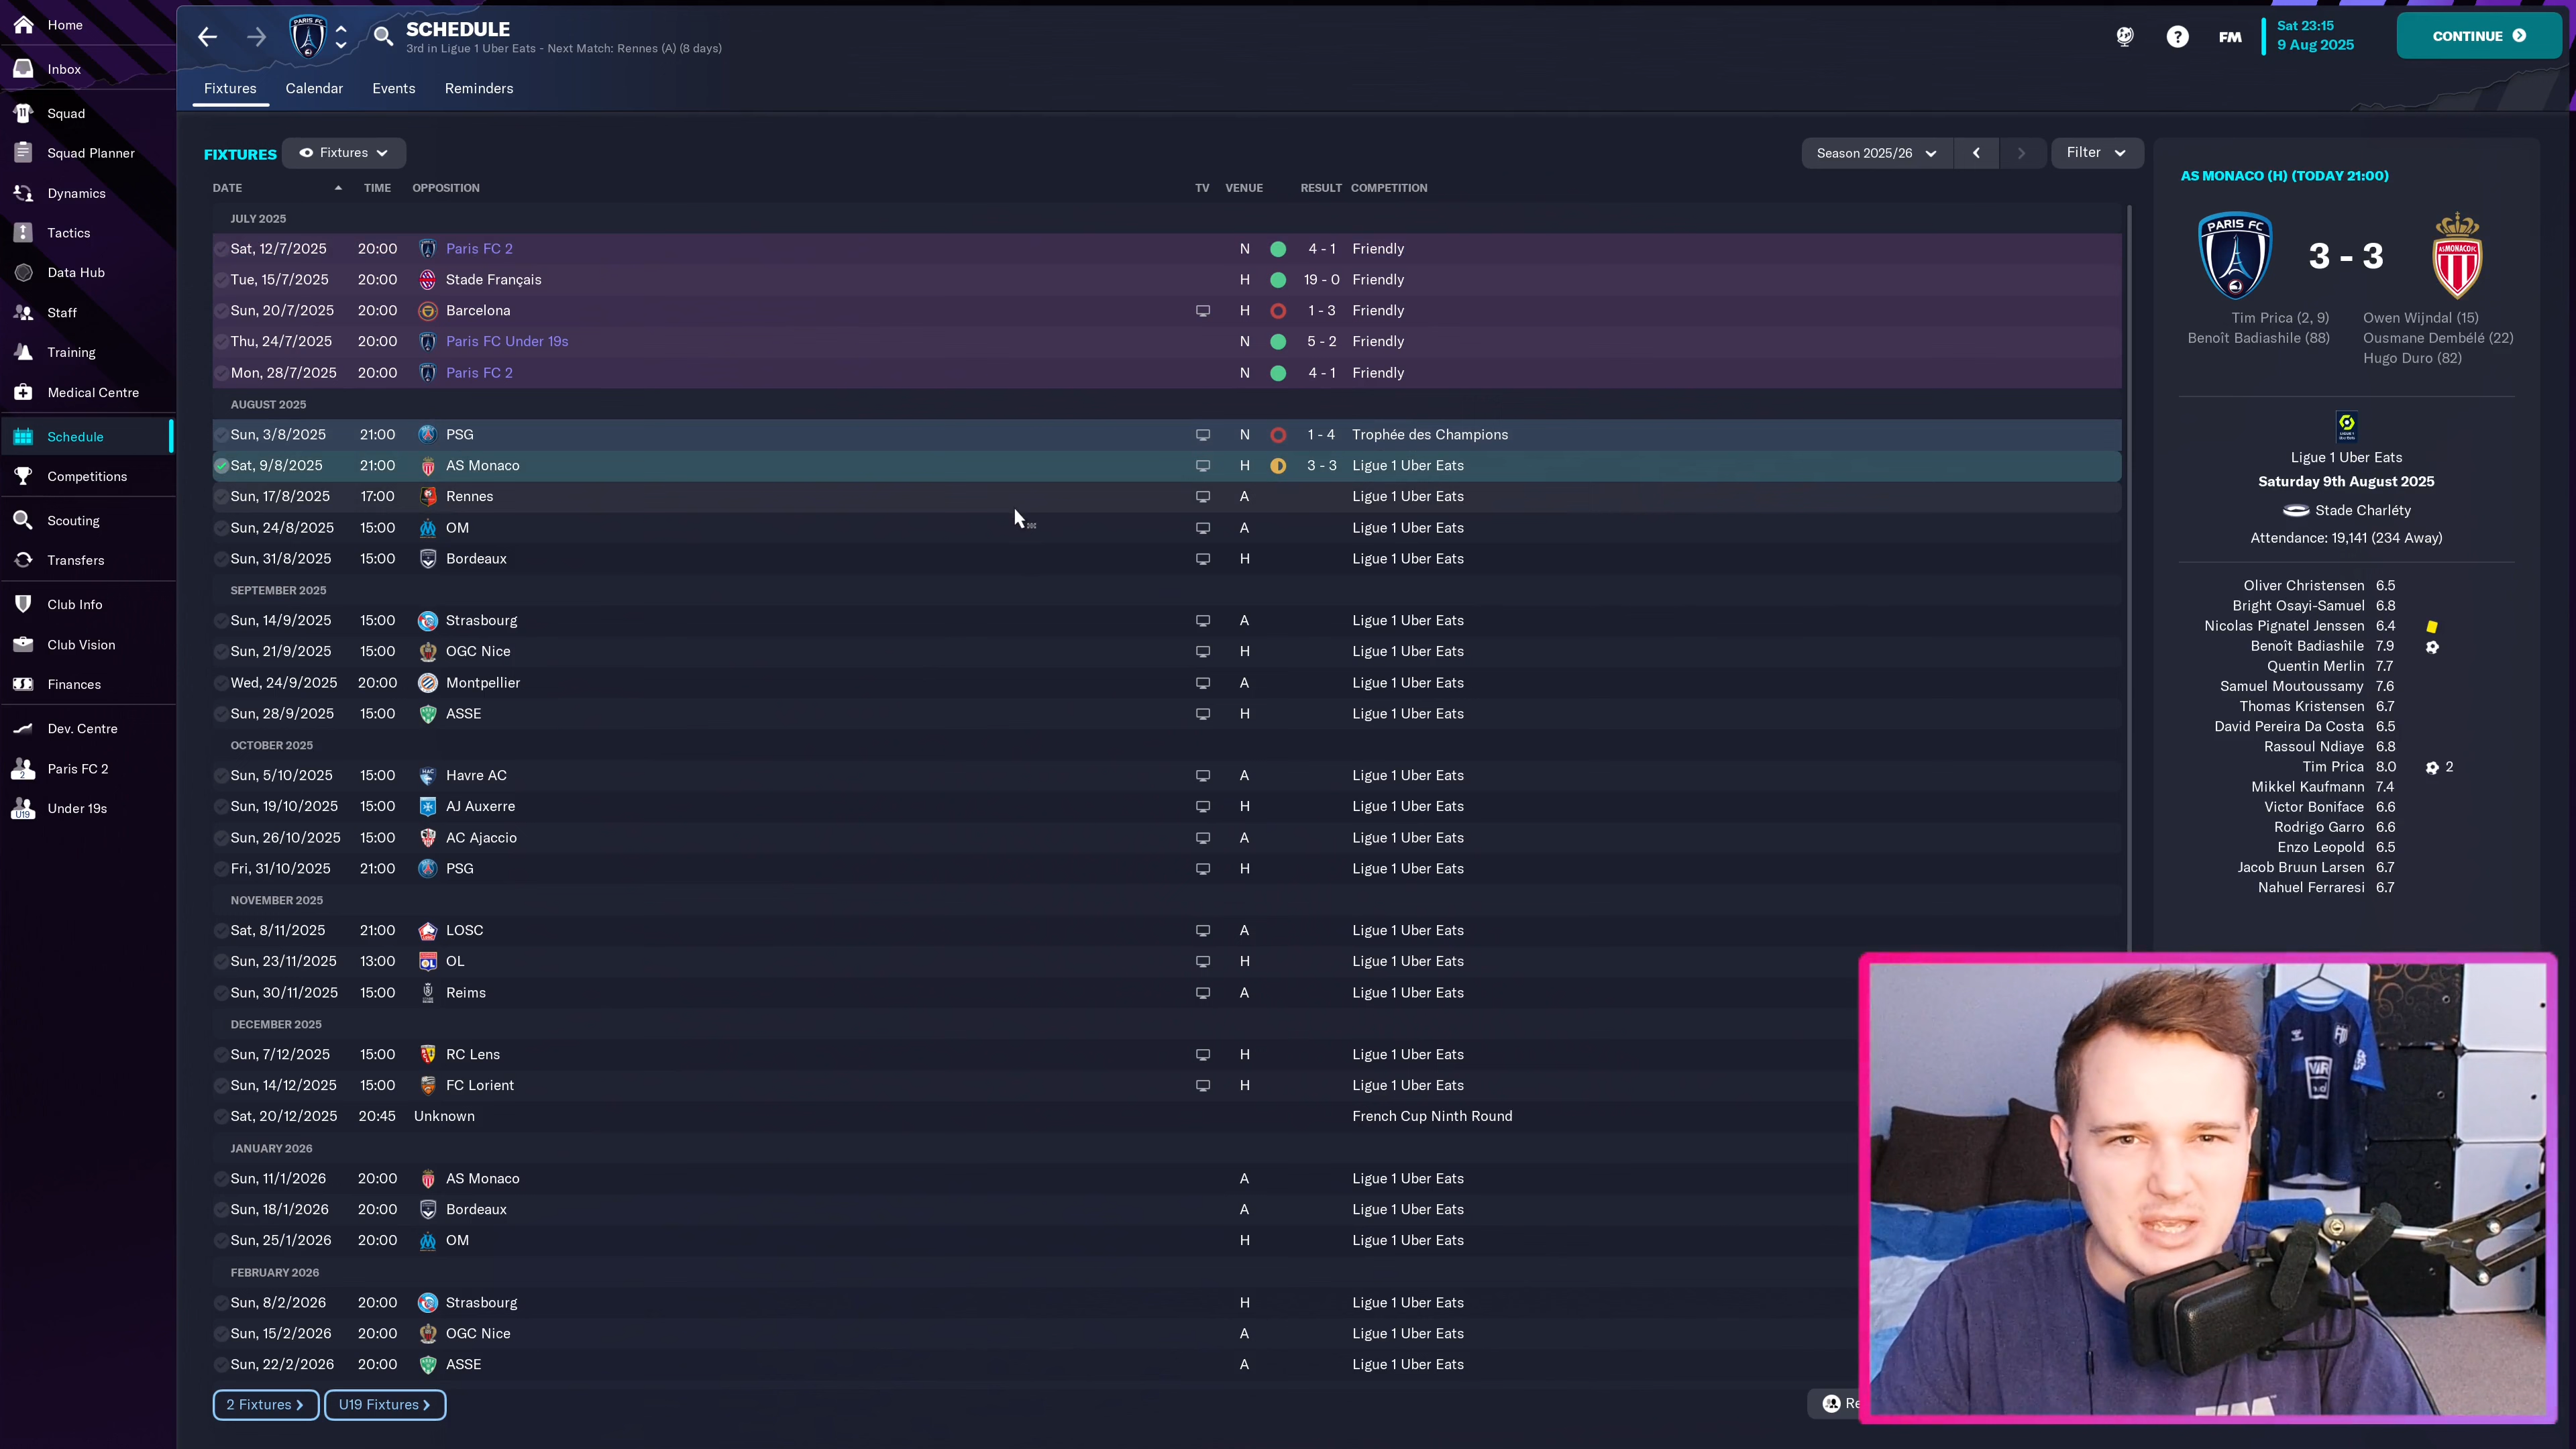 Home
Inbox
Squad
Squad Planner
Dynamics
Tactics
Data Hub
Staff
Training
Medical Centre
Schedule
Competitions
Scouting
Transfers
Club Info
Club Vision
Finances
Dev. Centre
Paris FC 2
Under 19s
SCHEDULE
3rd in Ligue 1 Uber Eats - Next Match: Rennes (A) (8 days)
FM
Sat 23:15
9 Aug 2025
CONTINUE
Fixtures Calendar Events Reminders
FIXTURES Fixtures Season 2025/26 Filter
DATE TIME OPPOSITION TV VENUE RESULT COMPETITION
JULY 2025
Sat, 12/7/2025 20:00 Paris FC 2 N 4 - 1 Friendly
Tue, 15/7/2025 20:00 Stade Français H 19 - 0 Friendly
Sun, 20/7/2025 20:00 Barcelona H 1 - 3 Friendly
Thu, 24/7/2025 20:00 Paris FC Under 19s N 5 - 2 Friendly
Mon, 28/7/2025 20:00 Paris FC 2 N 4 - 1 Friendly
AUGUST 2025
Sun, 3/8/2025 21:00 PSG N 1 - 4 Trophée des Champions
Sat, 9/8/2025 21:00 AS Monaco H 3 - 3 Ligue 1 Uber Eats
Sun, 17/8/2025 17:00 Rennes A Ligue 1 Uber Eats
Sun, 24/8/2025 15:00 OM A Ligue 1 Uber Eats
Sun, 31/8/2025 15:00 Bordeaux H Ligue 1 Uber Eats
SEPTEMBER 2025
Sun, 14/9/2025 15:00 Strasbourg A Ligue 1 Uber Eats
Sun, 21/9/2025 15:00 OGC Nice H Ligue 1 Uber Eats
Wed, 24/9/2025 20:00 Montpellier A Ligue 1 Uber Eats
Sun, 28/9/2025 15:00 ASSE H Ligue 1 Uber Eats
OCTOBER 2025
Sun, 5/10/2025 15:00 Havre AC A Ligue 1 Uber Eats
Sun, 19/10/2025 15:00 AJ Auxerre H Ligue 1 Uber Eats
Sun, 26/10/2025 15:00 AC Ajaccio A Ligue 1 Uber Eats
Fri, 31/10/2025 21:00 PSG H Ligue 1 Uber Eats
NOVEMBER 2025
Sat, 8/11/2025 21:00 LOSC A Ligue 1 Uber Eats
Sun, 23/11/2025 13:00 OL H Ligue 1 Uber Eats
Sun, 30/11/2025 15:00 Reims A Ligue 1 Uber Eats
DECEMBER 2025
Sun, 7/12/2025 15:00 RC Lens H Ligue 1 Uber Eats
Sun, 14/12/2025 15:00 FC Lorient H Ligue 1 Uber Eats
Sat, 20/12/2025 20:45 Unknown French Cup Ninth Round
JANUARY 2026
Sun, 11/1/2026 20:00 AS Monaco A Ligue 1 Uber Eats
Sun, 18/1/2026 20:00 Bordeaux A Ligue 1 Uber Eats
Sun, 25/1/2026 20:00 OM H Ligue 1 Uber Eats
FEBRUARY 2026
Sun, 8/2/2026 20:00 Strasbourg H Ligue 1 Uber Eats
Sun, 15/2/2026 20:00 OGC Nice A Ligue 1 Uber Eats
Sun, 22/2/2026 20:00 ASSE A Ligue 1 Uber Eats
2 Fixtures U19 Fixtures Re
AS MONACO (H) (TODAY 21:00)
PARIS FC 3 - 3 AS MONACO FC
Tim Prica (2, 9) Owen Wijndal (15)
Benoît Badiashile (88) Ousmane Dembélé (22)
Hugo Duro (82)
Ligue 1 Uber Eats
Saturday 9th August 2025
Stade Charléty
Attendance: 19,141 (234 Away)
Oliver Christensen 6.5
Bright Osayi-Samuel 6.8
Nicolas Pignatel Jenssen 6.4
Benoît Badiashile 7.9
Quentin Merlin 7.7
Samuel Moutoussamy 7.6
Thomas Kristensen 6.7
David Pereira Da Costa 6.5
Rassoul Ndiaye 6.8
Tim Prica 8.0 2
Mikkel Kaufmann 7.4
Victor Boniface 6.6
Rodrigo Garro 6.6
Enzo Leopold 6.5
Jacob Bruun Larsen 6.7
Nahuel Ferraresi 6.7